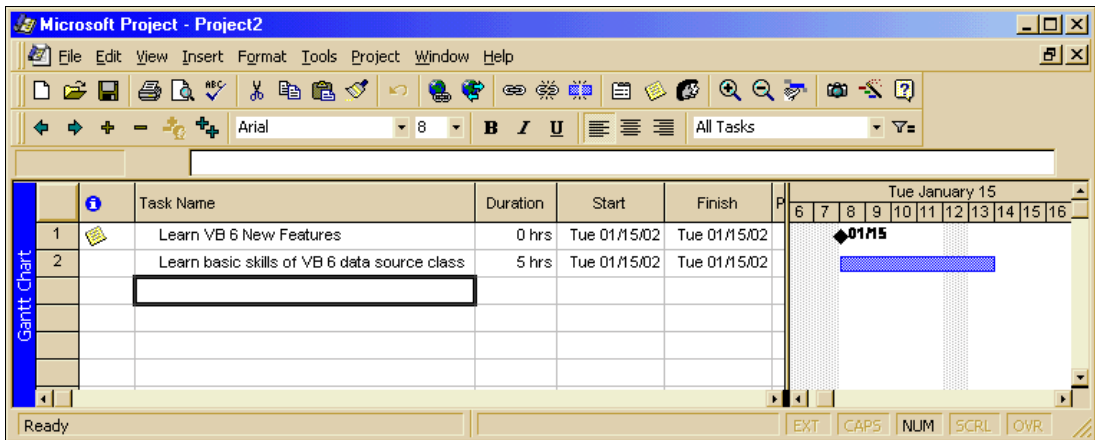 Microsoft Project - Project2
File Edit View Insert Format Tools Project Window Help
ABC
Arial 8 B I U All Tasks
Task Name Duration Start Finish P Tue January 15
6 7 8 9 10 11 12 13 14 15 16
1 Learn VB 6 New Features 0 hrs Tue 01/15/02 Tue 01/15/02 01/15
2 Learn basic skills of VB 6 data source class 5 hrs Tue 01/15/02 Tue 01/15/02
Gantt Chart
Ready EXT CAPS NUM SCRL OVR